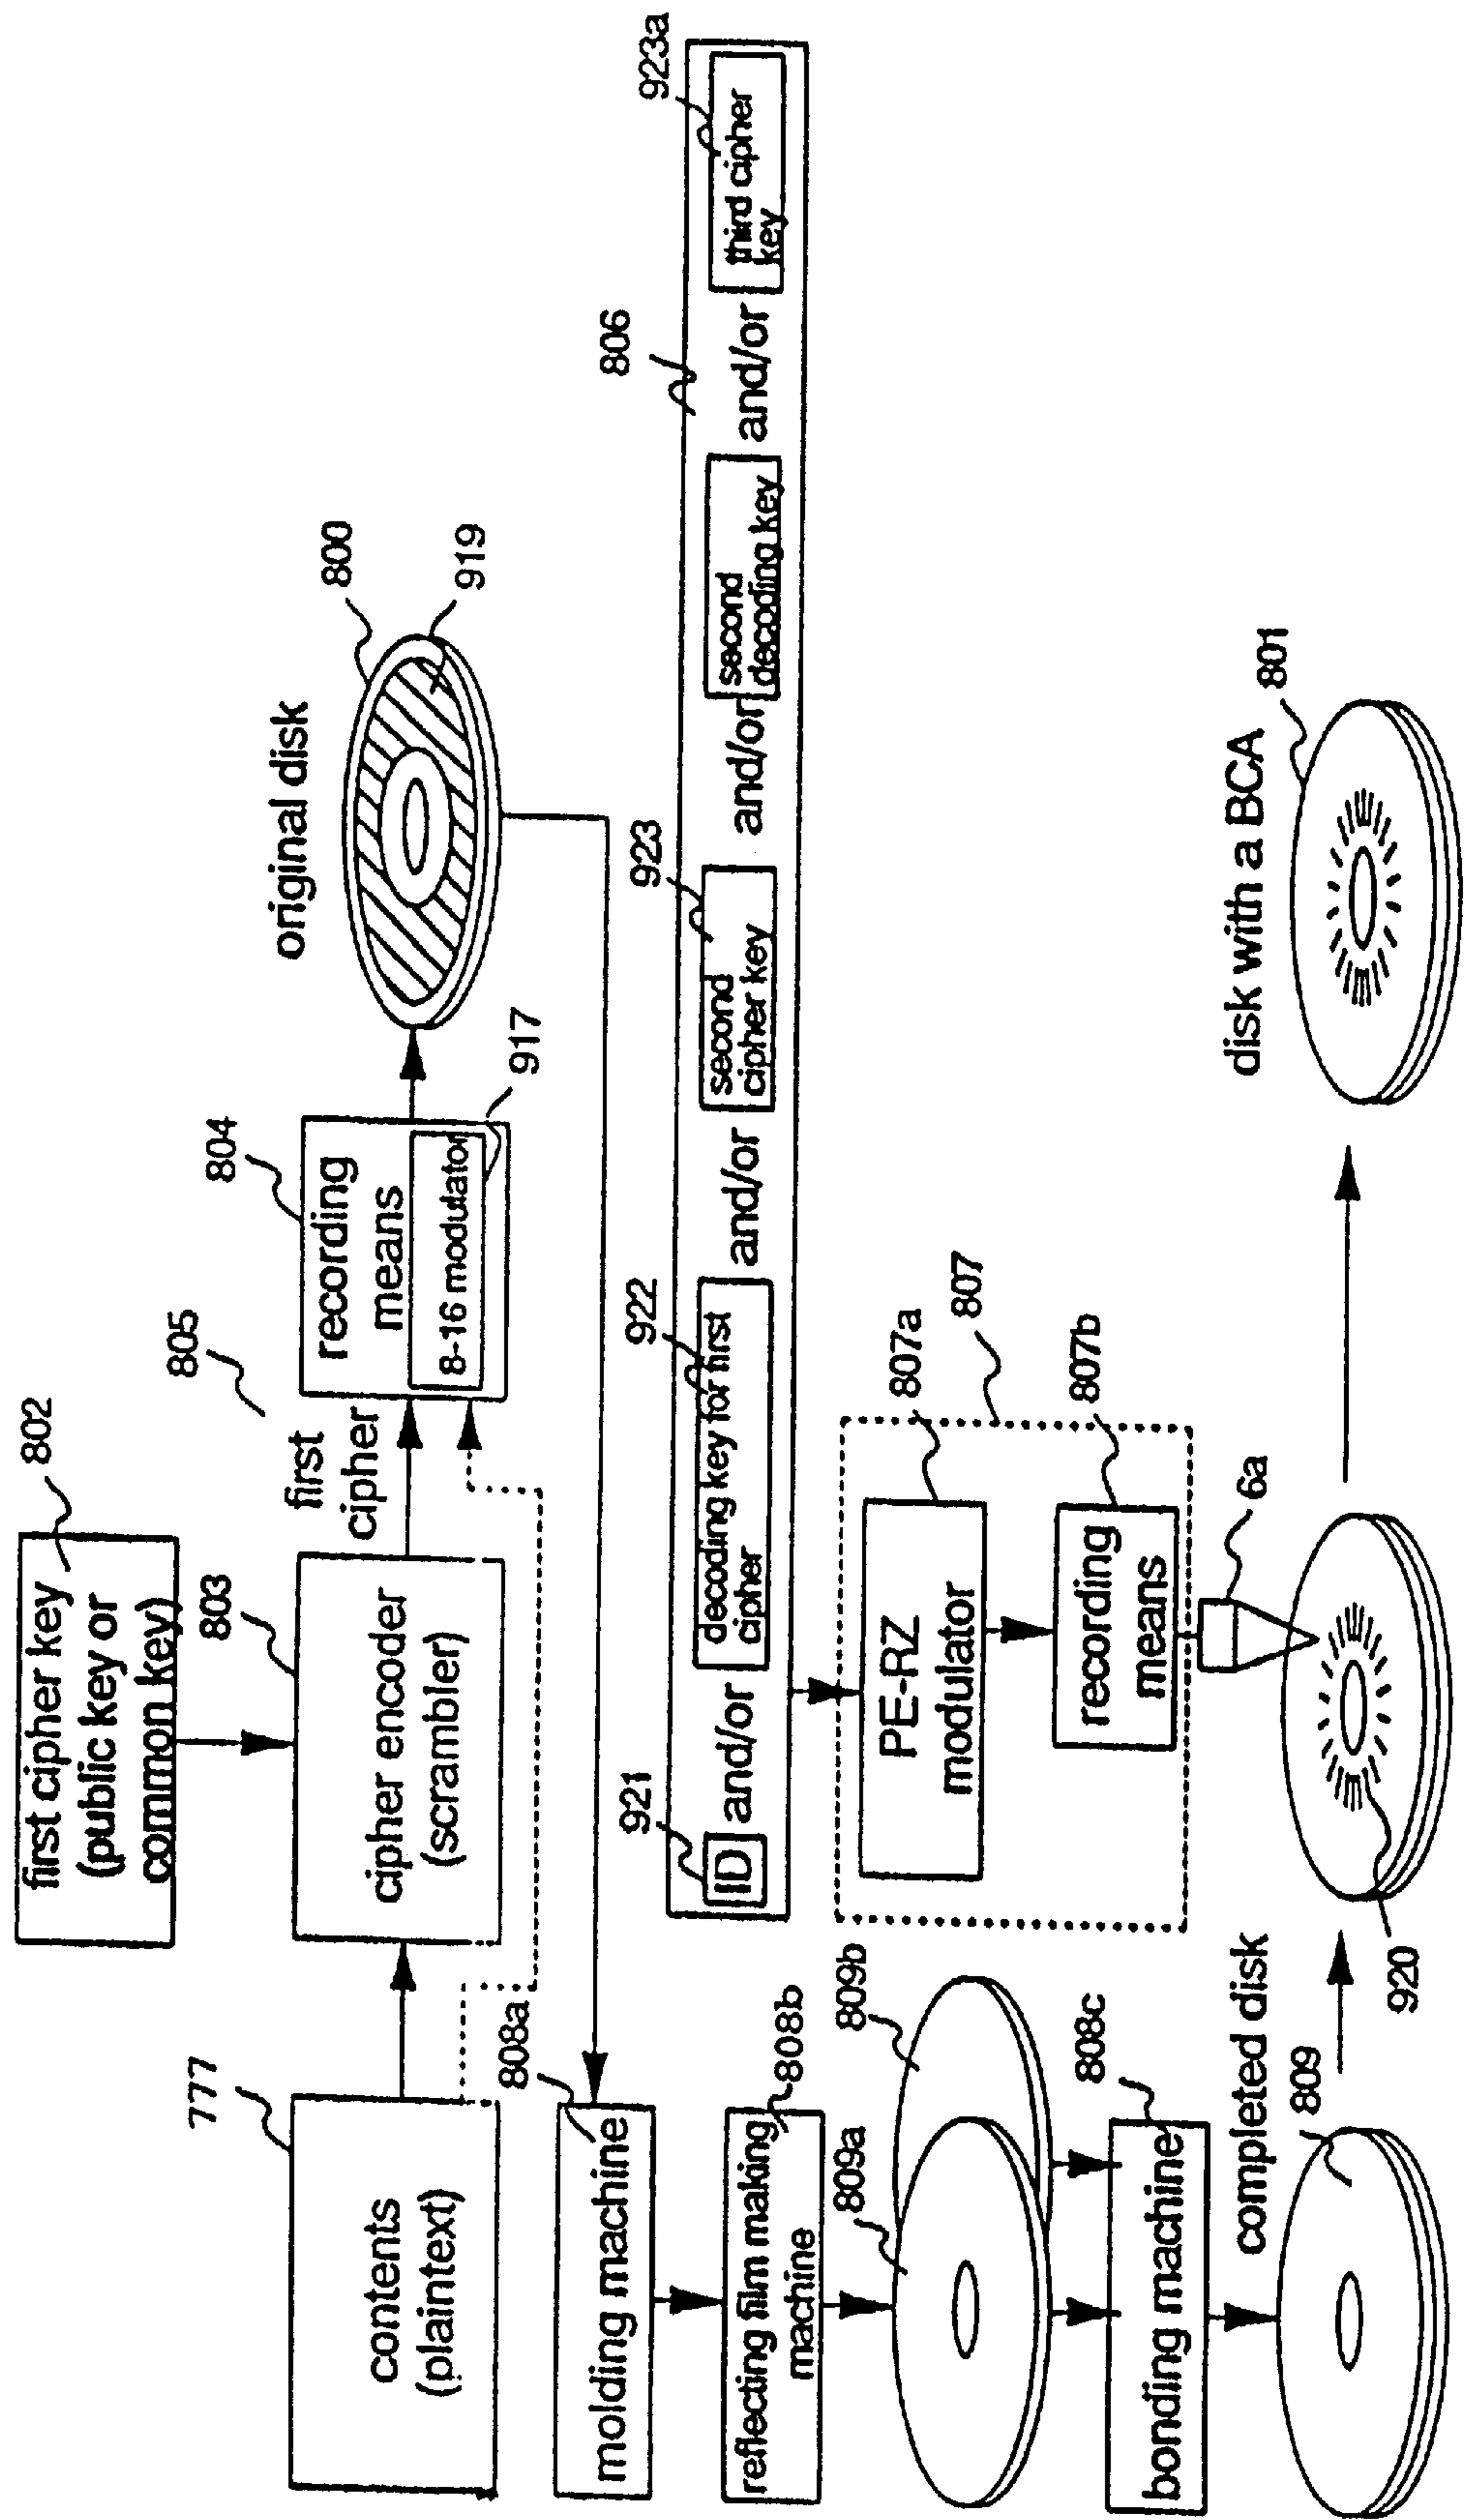 802
first cipher key
(public key or
common key)
777
contents
(plaintext)
803
cipher encoder
(scrambler)
805
first
cipher
804
recording
means
8-16 modulator
917
original disk
800
919
808a
molding machine
808b
reflecting film making
machine
809a
809b
808c
bonding machine
completed disk
809
806
921
ID
and/or
922
decoding key for first
cipher
and/or
923
second
cipher key
and/or
second
decoding key
and/or
923a
third cipher
key
807
807a
PE-RZ
modulator
807b
recording
means
6a
920
disk with a BCA
801